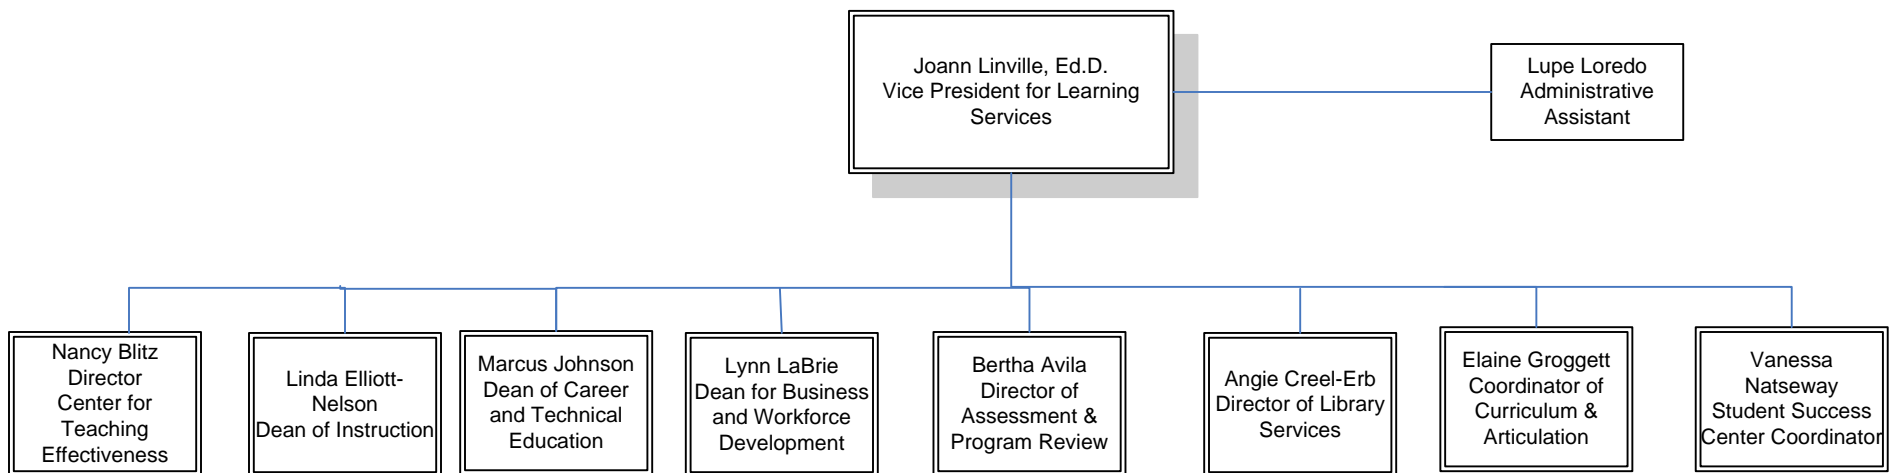 Joann Linville, Ed.D.
Vice President for Learning
Services
Lupe Loredo
Administrative
Assistant
Nancy Blitz
Director
Center for
Teaching
Effectiveness
Linda Elliott-
Nelson
Dean of Instruction
Marcus Johnson
Dean of Career
and Technical
Education
Lynn LaBrie
Dean for Business
and Workforce
Development
Bertha Avila
Director of
Assessment &
Program Review
Angie Creel-Erb
Director of Library
Services
Elaine Groggett
Coordinator of
Curriculum &
Articulation
Vanessa
Natseway
Student Success
Center Coordinator